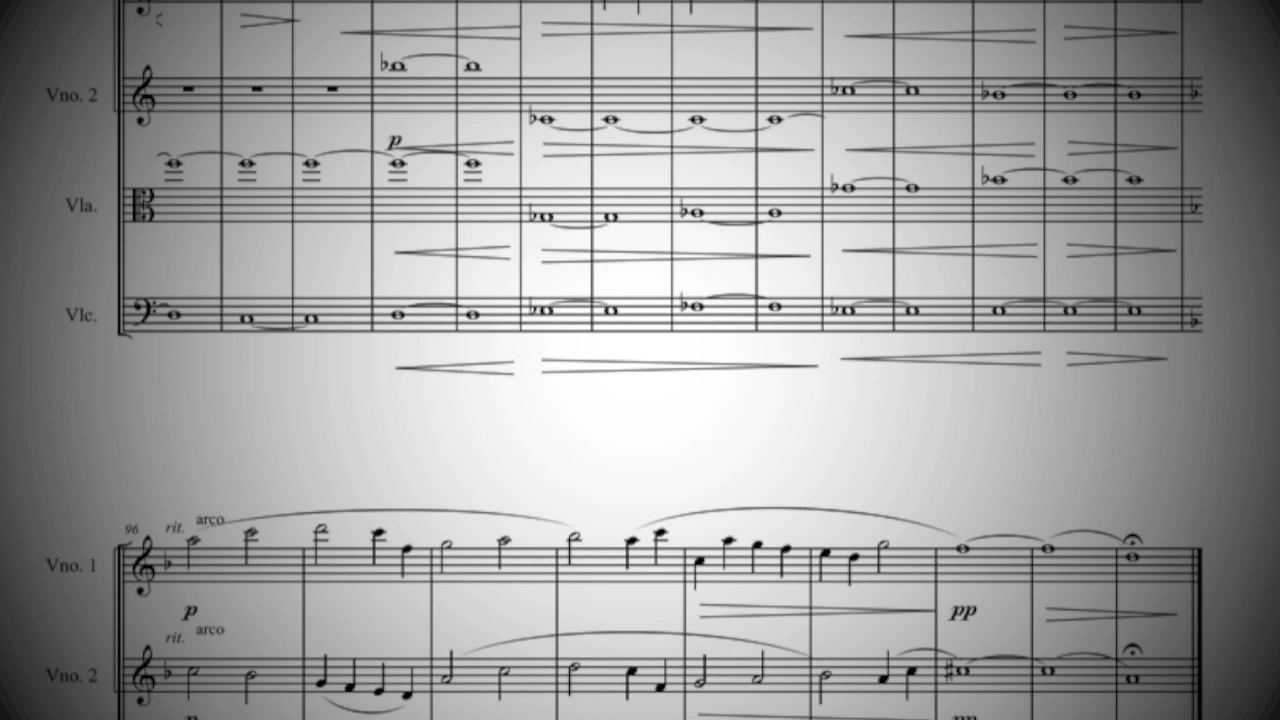 Vno. 2
p
Vla.
Vlc.
96 rit. arco
Vno. 1
p pp
rit. arco
Vno. 2